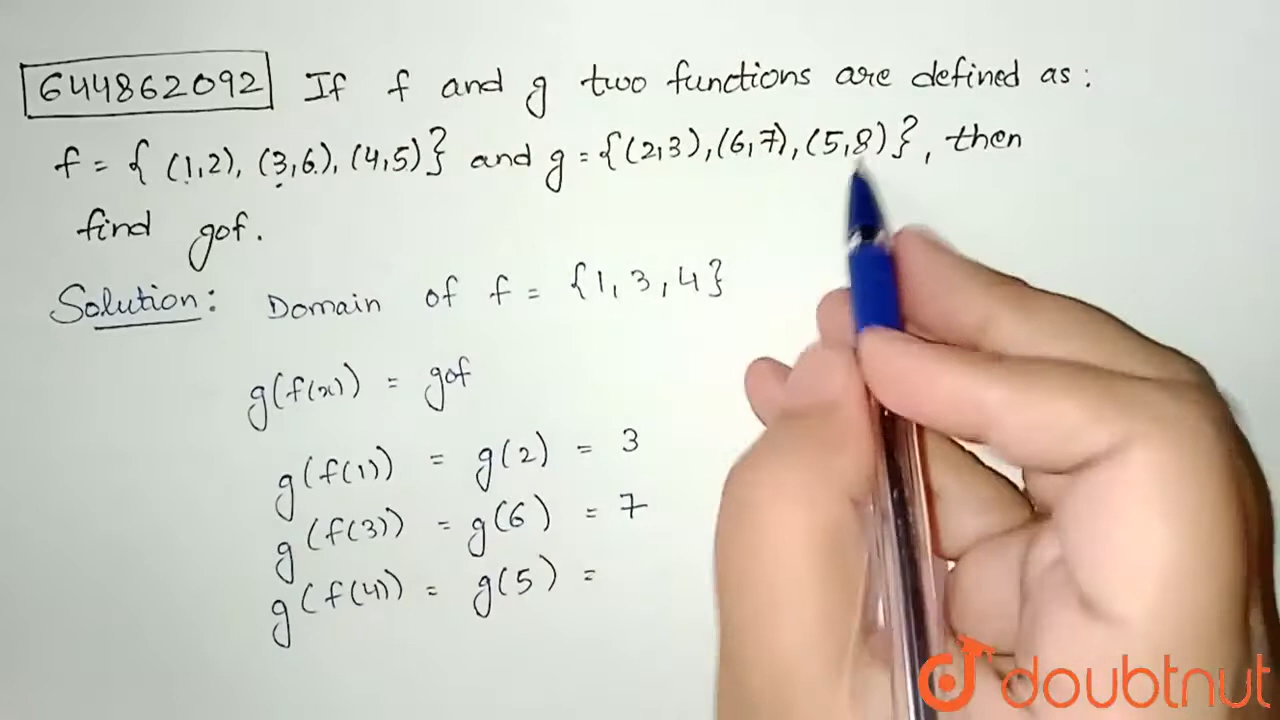 644862092 If f and g two functions are defined as:
f = { (1,2), (3,6), (4,5)} and g = {(2,3), (6,7), (5,8)}, then
find gof.
Solution: Domain of f = {1, 3, 4}
g(f(x)) = gof
g(f(1)) = g(2) = 3
g(f(3)) = g(6) = 7
g(f(4)) = g(5) =
doubtnut